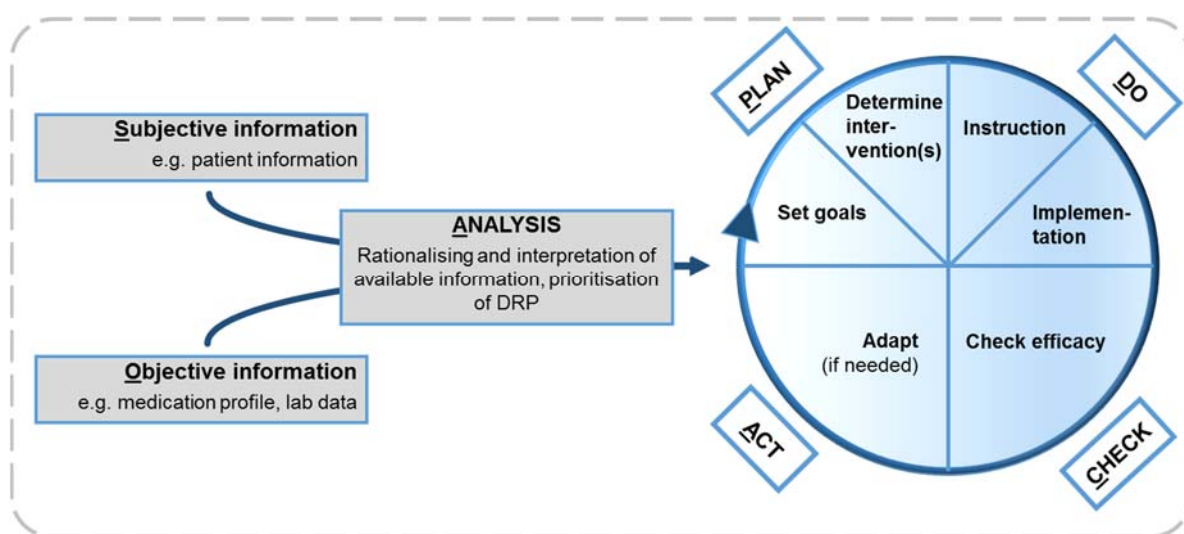 Subjective information
e.g. patient information
Objective information
e.g. medication profile, lab data
ANALYSIS
Rationalising and interpretation of
available information, prioritisation
of DRP
PLAN
Set goals
Determine
inter-
vention(s)
DO
Instruction
Implemen-
tation
CHECK
Check efficacy
ACT
Adapt
(if needed)